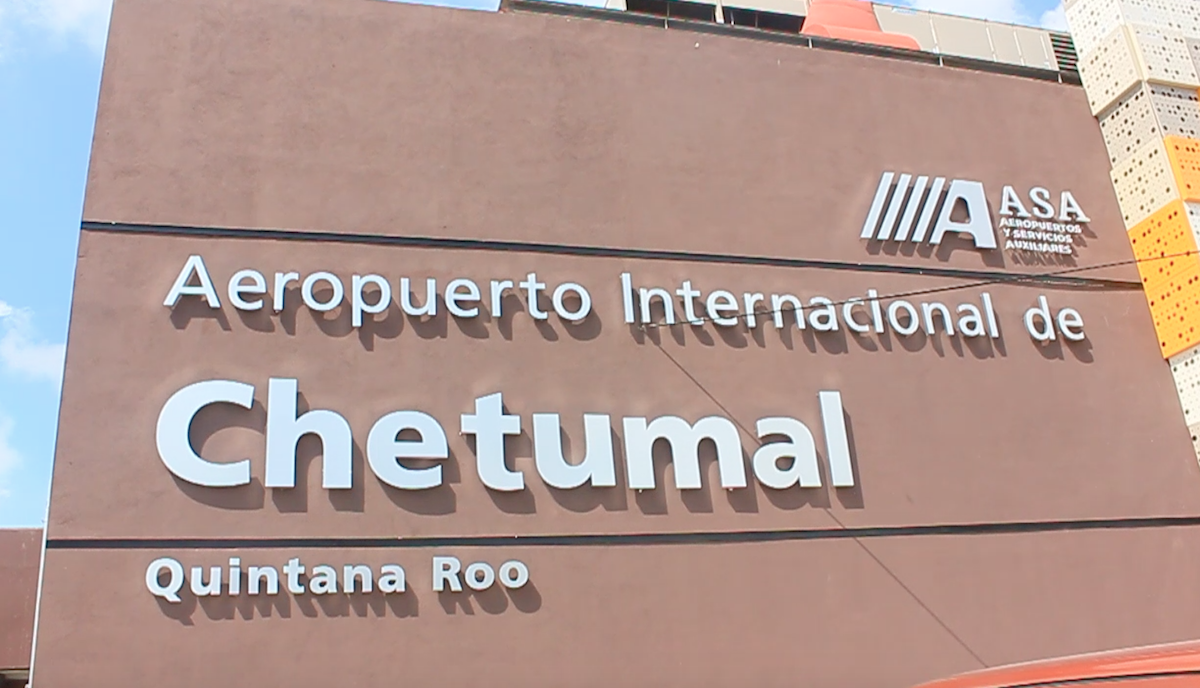 ASA
AEROPUERTOS
Y SERVICIOS
AUXILIARES
Aeropuerto Internacional de
Chetumal
Quintana Roo